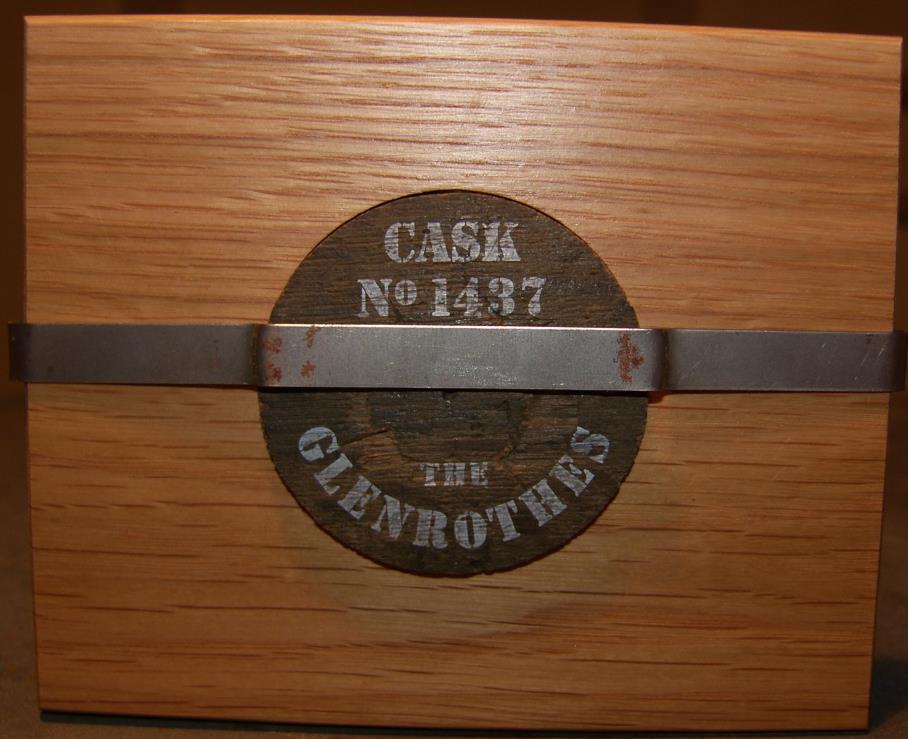 CASK
No 1437
THE
GLENROTHES